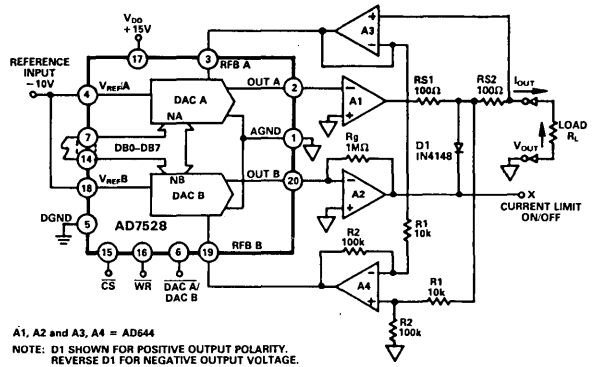 VDD
+15V
17
3
RFB A
A3
REFERENCE
INPUT
−10V
4
VREFA
DAC A
NA
OUT A
2
A1
RS1
100Ω
RS2
100Ω
IOUT
7
DB0–DB7
14
AGND
1
Rg
1MΩ
D1
IN4148
VOUT
LOAD
RL
18
VREFB
NB
DAC B
OUT B
20
A2
X
CURRENT LIMIT
ON/OFF
DGND
5
AD7528
RFB B
15
16
6
19
CS
WR
DAC A/
DAC B
R2
100k
R1
10k
A4
R1
10k
R2
100k
A1, A2 and A3, A4 = AD644
NOTE: D1 SHOWN FOR POSITIVE OUTPUT POLARITY.
REVERSE D1 FOR NEGATIVE OUTPUT VOLTAGE.